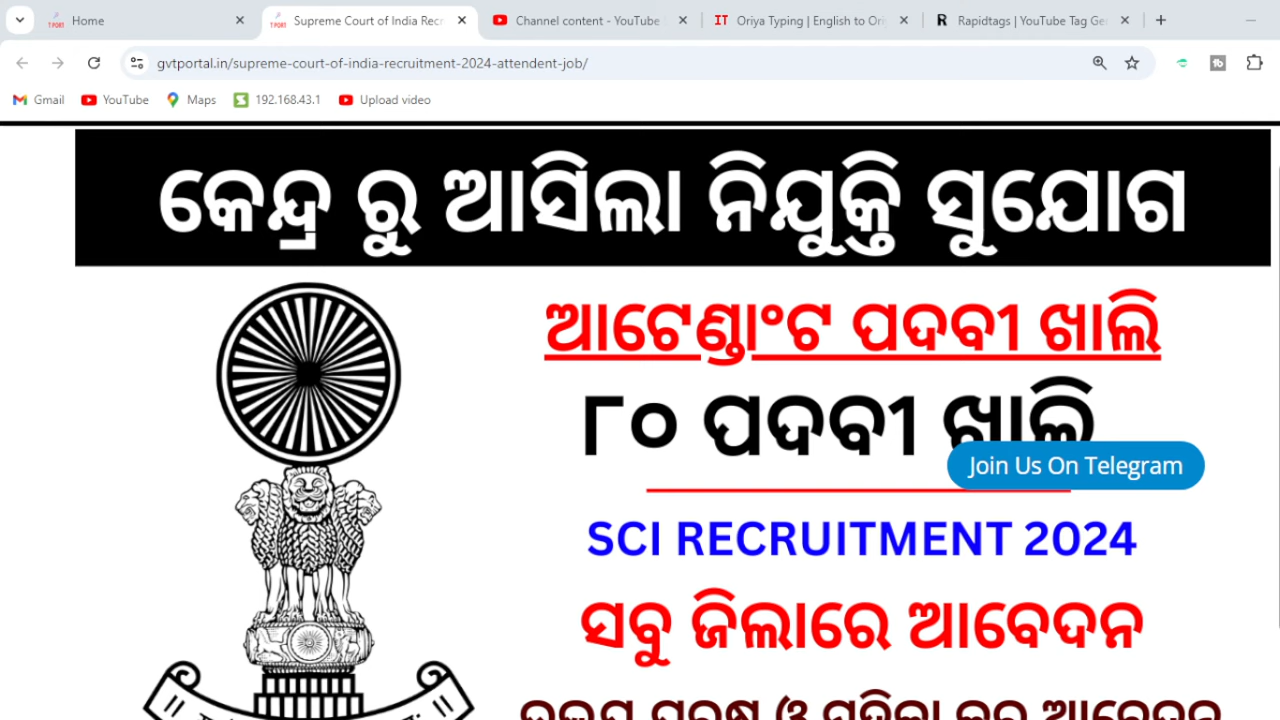 Home
Supreme Court of India Recr
Channel content - YouTube
Oriya Typing | English to Ori
Rapidtags | YouTube Tag Ge
gvtportal.in/supreme-court-of-india-recruitment-2024-attendent-job/
Gmail
YouTube
Maps
192.168.43.1
Upload video
କେନ୍ଦ୍ର ରୁ ଆସିଲା ନିଯୁକ୍ତି ସୁଯୋଗ
ଆଟେଣ୍ଡାଂଟ ପଦବୀ ଖାଲି
୮୦ ପଦବୀ ଖାଲି
Join Us On Telegram
SCI RECRUITMENT 2024
ସବୁ ଜିଲାରେ ଆବେଦନ